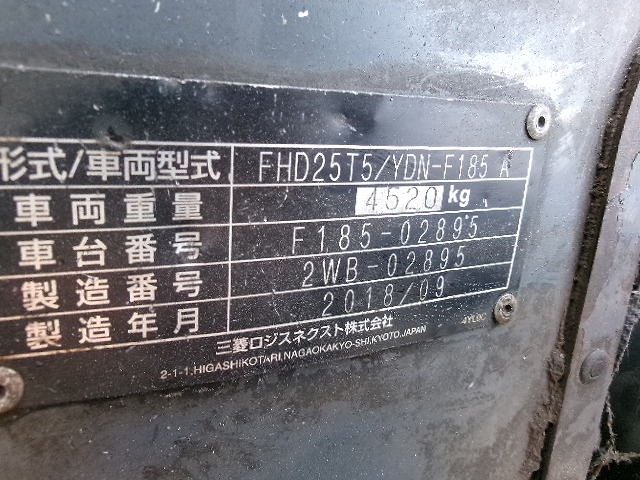 形式/車両型式 FHD25T5/YDN-F185 A
車両重量 4520 kg
車台番号 F185-02895
製造番号 2WB-02895
製造年月 2018/09
三菱ロジスネクスト株式会社 4YL0C
2-1-1,HIGASHIKOTARI,NAGAOKAKYO-SHI,KYOTO,JAPAN